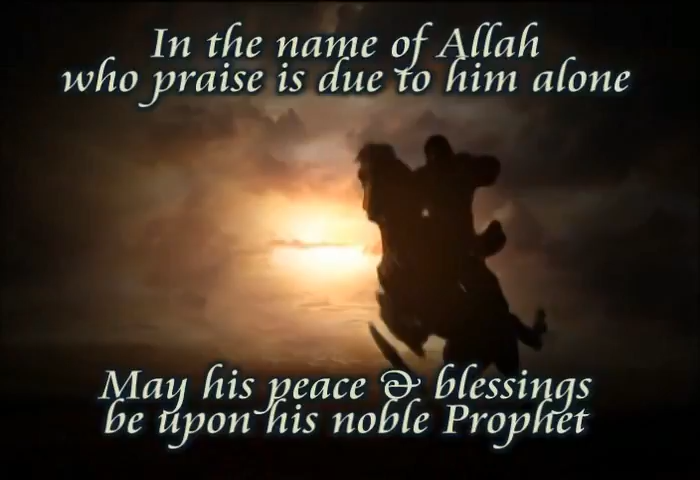 In the name of Allah
who praise is due to him alone
May his peace & blessings
be upon his noble Prophet